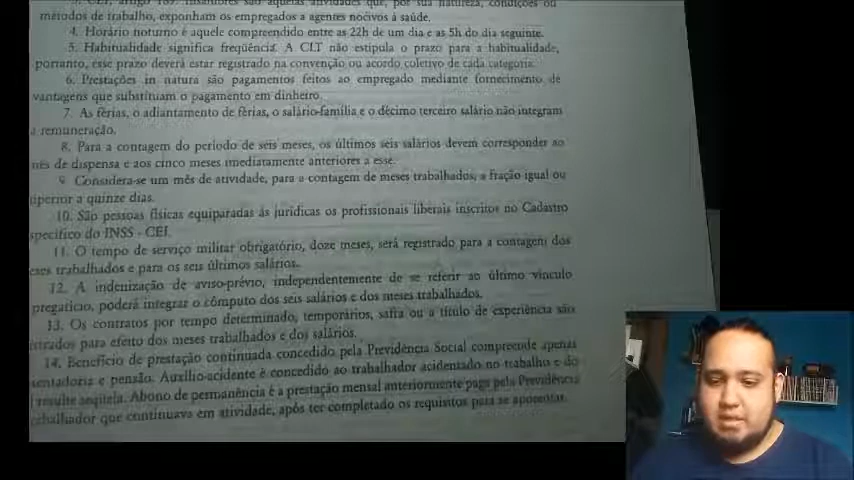 3. CLT, artigo 189. Insalubres são aquelas atividades que, por sua natureza, condições ou
métodos de trabalho, exponham os empregados a agentes nocivos à saúde.
4. Horário noturno é aquele compreendido entre as 22h de um dia e as 5h do dia seguinte.
5. Habitualidade significa freqüência. A CLT não estipula o prazo para a habitualidade,
portanto, esse prazo deverá estar registrado na convenção ou acordo coletivo de cada categoria.
6. Prestações in natura são pagamentos feitos ao empregado mediante fornecimento de
vantagens que substituam o pagamento em dinheiro.
7. As férias, o adiantamento de férias, o salário-família e o décimo terceiro salário não integram
a remuneração.
8. Para a contagem do período de seis meses, os últimos seis salários devem corresponder ao
mês de dispensa e aos cinco meses imediatamente anteriores a esse.
9. Considera-se um mês de atividade, para a contagem de meses trabalhados, a fração igual ou
uperior a quinze dias.
10. São pessoas físicas equiparadas às jurídicas os profissionais liberais inscritos no Cadastro
specífico do INSS - CEI.
11. O tempo de serviço militar obrigatório, doze meses, será registrado para a contagem dos
eses trabalhados e para os seis últimos salários.
12. A indenização de aviso-prévio, independentemente de se referir ao último vínculo
pregatício, poderá integrar o cômputo dos seis salários e dos meses trabalhados.
13. Os contratos por tempo determinado, temporários, safra ou a título de experiência são
istrados para efeito dos meses trabalhados e dos salários.
14. Benefício de prestação continuada concedido pela Previdência Social compreende apenas
sentadoria e pensão. Auxílio-acidente é concedido ao trabalhador acidentado no trabalho e do
resulte seqüela. Abono de permanência é a prestação mensal anteriormente paga pela Previdência
rabalhador que continuava em atividade, após ter completado os requisitos para se aposentar.